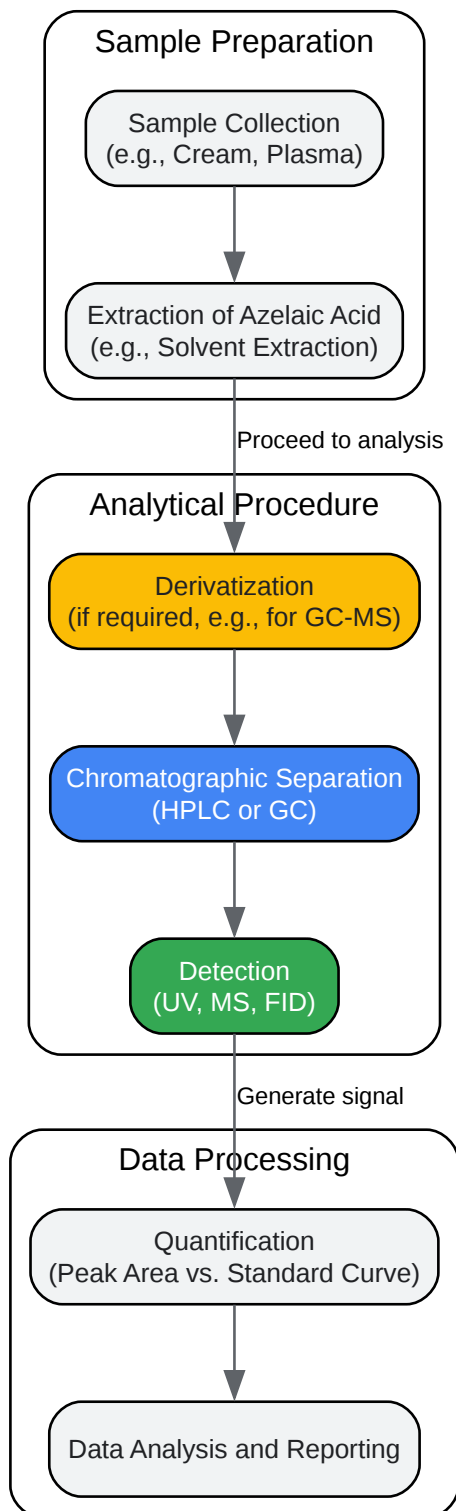 Sample Preparation
Sample Collection
(e.g., Cream, Plasma)
Extraction of Azelaic Acid
(e.g., Solvent Extraction)
Proceed to analysis
Analytical Procedure
Derivatization
(if required, e.g., for GC-MS)
Chromatographic Separation
(HPLC or GC)
Detection
(UV, MS, FID)
Generate signal
Data Processing
Quantification
(Peak Area vs. Standard Curve)
Data Analysis and Reporting